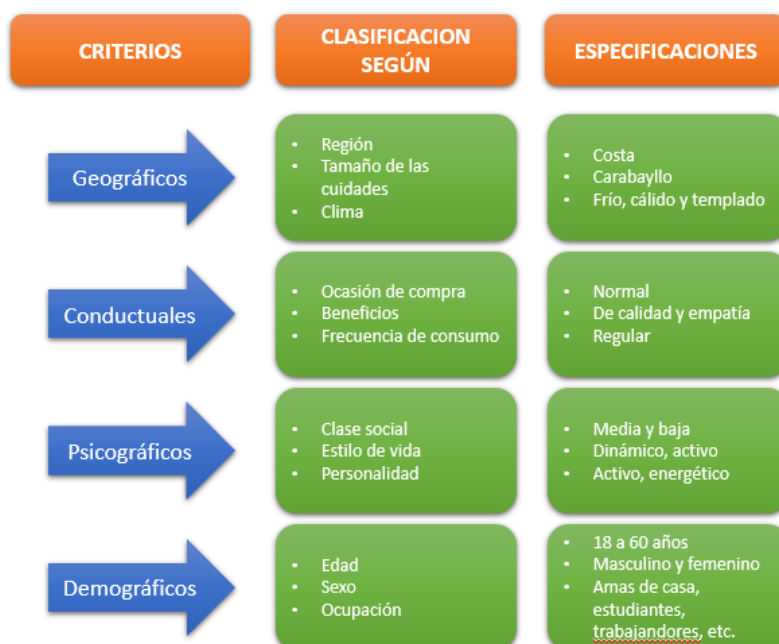 CRITERIOS
CLASIFICACION
SEGÚN
ESPECIFICACIONES
Geográficos
• Región
• Tamaño de las
cuidades
• Clima
• Costa
• Carabayllo
• Frío, cálido y templado
Conductuales
• Ocasión de compra
• Beneficios
• Frecuencia de consumo
• Normal
• De calidad y empatía
• Regular
Psicográficos
• Clase social
• Estilo de vida
• Personalidad
• Media y baja
• Dinámico, activo
• Activo, energético
Demográficos
• Edad
• Sexo
• Ocupación
• 18 a 60 años
• Masculino y femenino
• Amas de casa,
estudiantes,
trabajandores, etc.